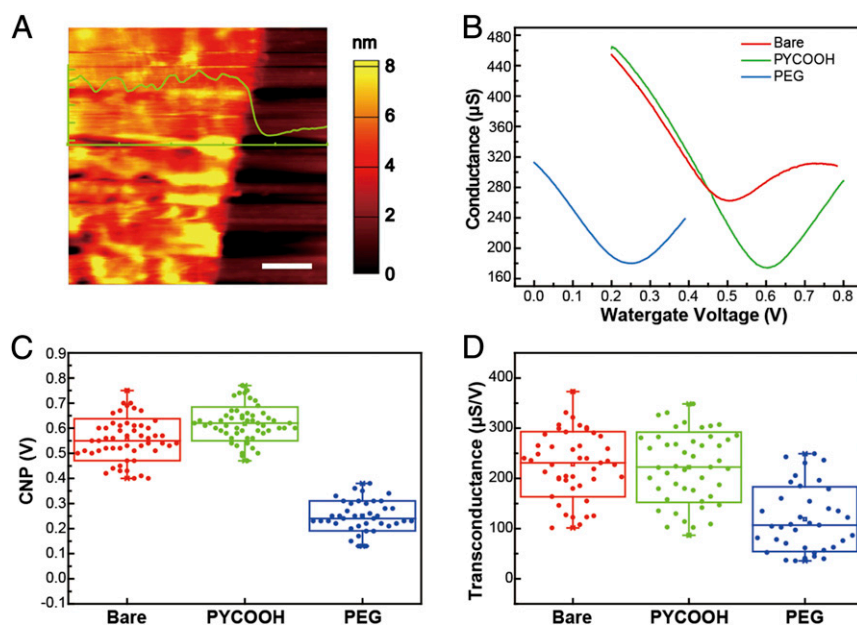 A
nm
8
6
4
2
0
B
Conductance (µS)
480
440
400
360
320
280
240
200
160
Bare
PYCOOH
PEG
0.0 0.1 0.2 0.3 0.4 0.5 0.6 0.7 0.8
Watergate Voltage (V)
C
CNP (V)
0.9
0.8
0.7
0.6
0.5
0.4
0.3
0.2
0.1
0.0
-0.1
Bare PYCOOH PEG
D
Transconductance (µS/V)
400
300
200
100
0
Bare PYCOOH PEG